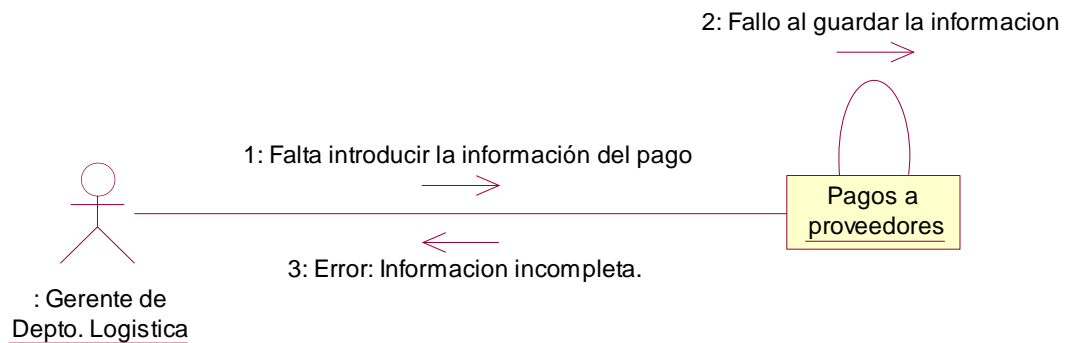 2: Fallo al guardar la informacion
1: Falta introducir la información del pago
Pagos a
proveedores
3: Error: Informacion incompleta.
: Gerente de
Depto. Logistica